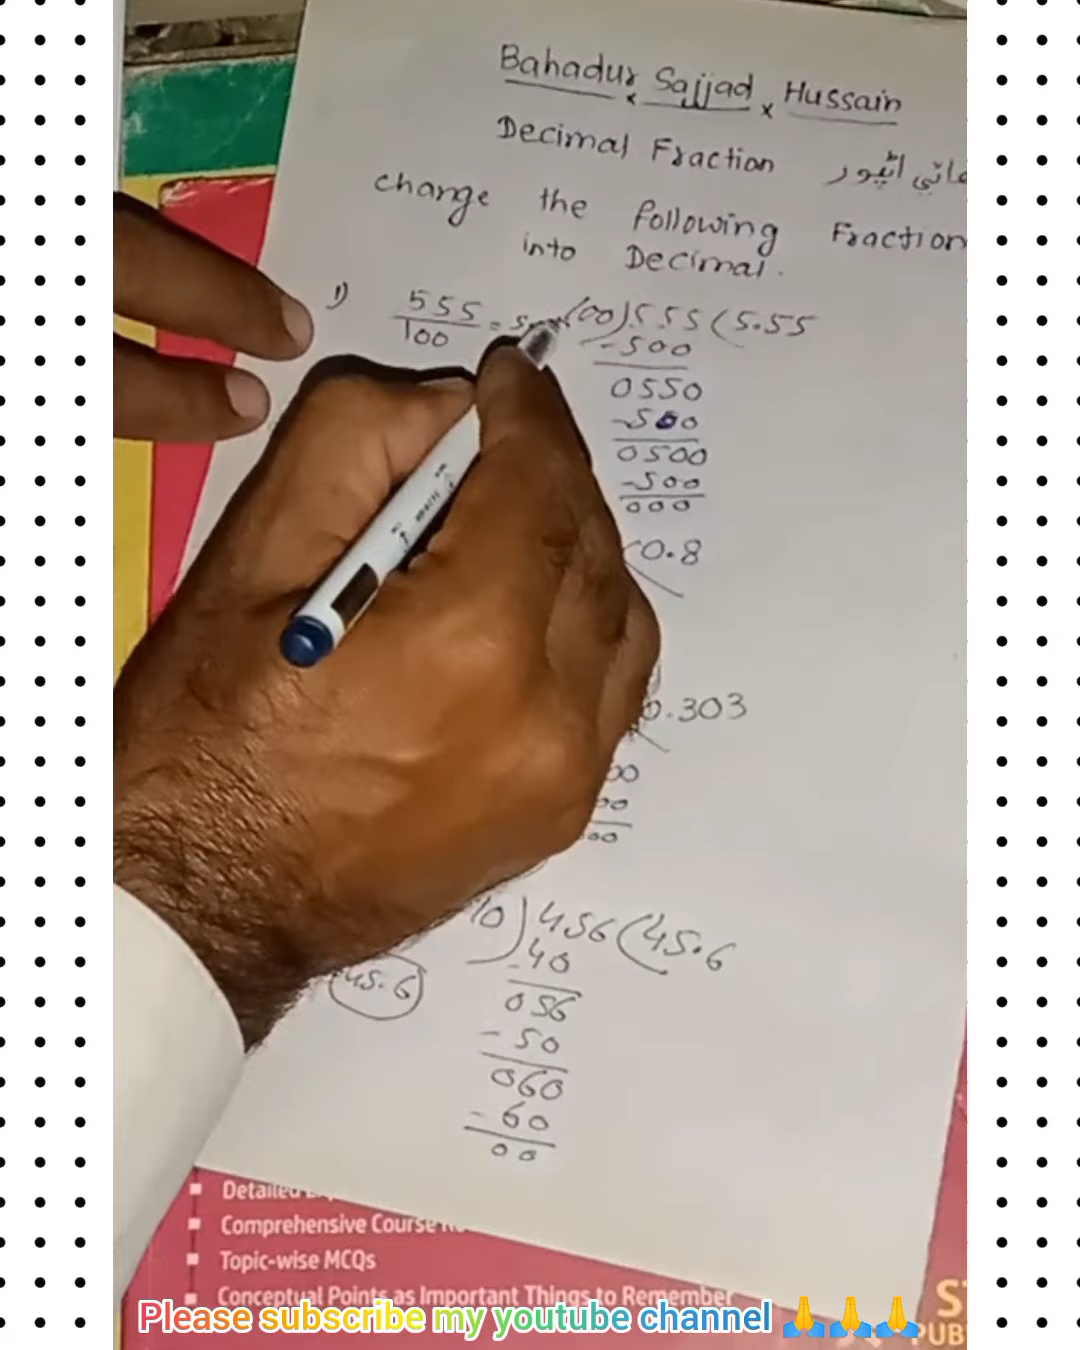 Bahadur Sajjad Hussain
Decimal Fraction
change the following Fraction
into Decimal.
1) 555/100 = 100)555(5.55
-500
0550
-500
0500
-500
000
0.8
0.303
00
00
00
10)456(45.6
-40
45.6
056
-50
060
-60
00
Comprehensive Course
Topic-wise MCQs
Conceptual Points as Important Things to Remember
Please subscribe my youtube channel 🙏🙏🙏